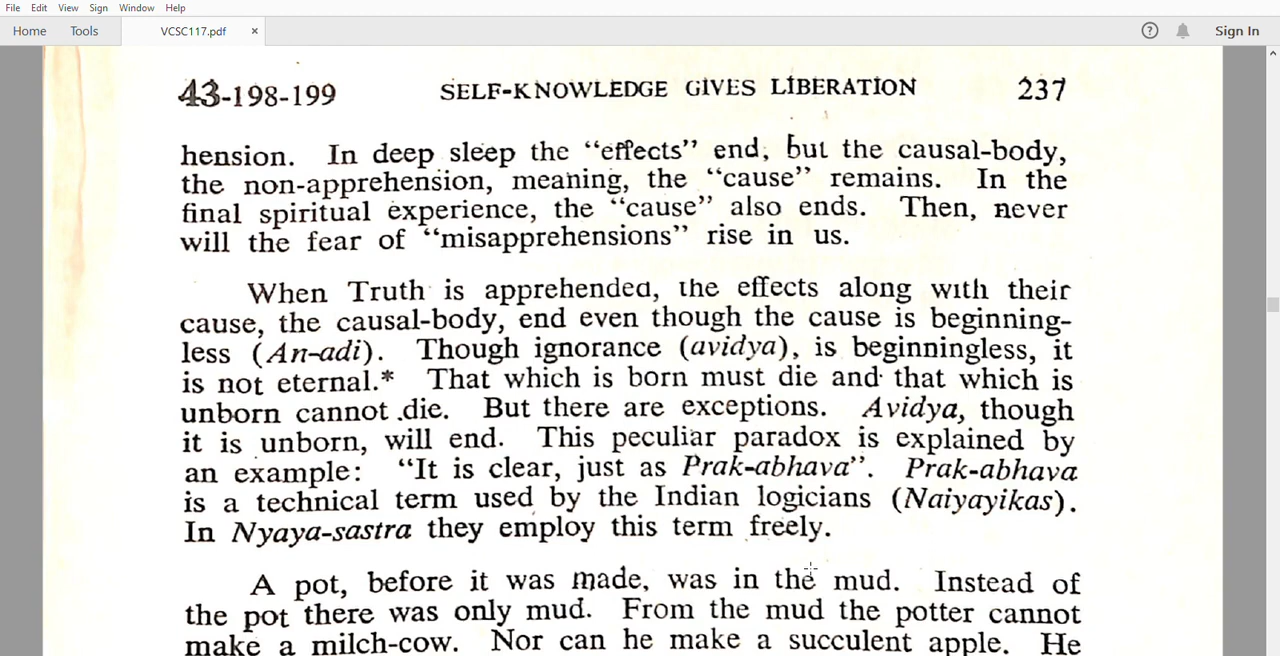 File Edit View Sign Window Help
Home Tools VCSC117.pdf × ? Sign In
43-198-199 SELF-KNOWLEDGE GIVES LIBERATION 237
hension. In deep sleep the “effects” end, but the causal-body,
the non-apprehension, meaning, the “cause” remains. In the
final spiritual experience, the “cause” also ends. Then, never
will the fear of “misapprehensions” rise in us.
When Truth is apprehended, the effects along with their
cause, the causal-body, end even though the cause is beginning-
less (An-adi). Though ignorance (avidya), is beginningless, it
is not eternal.* That which is born must die and that which is
unborn cannot die. But there are exceptions. Avidya, though
it is unborn, will end. This peculiar paradox is explained by
an example: “It is clear, just as Prak-abhava”. Prak-abhava
is a technical term used by the Indian logicians (Naiyayikas).
In Nyaya-sastra they employ this term freely.
A pot, before it was made, was in the mud. Instead of
the pot there was only mud. From the mud the potter cannot
make a milch-cow. Nor can he make a succulent apple. He